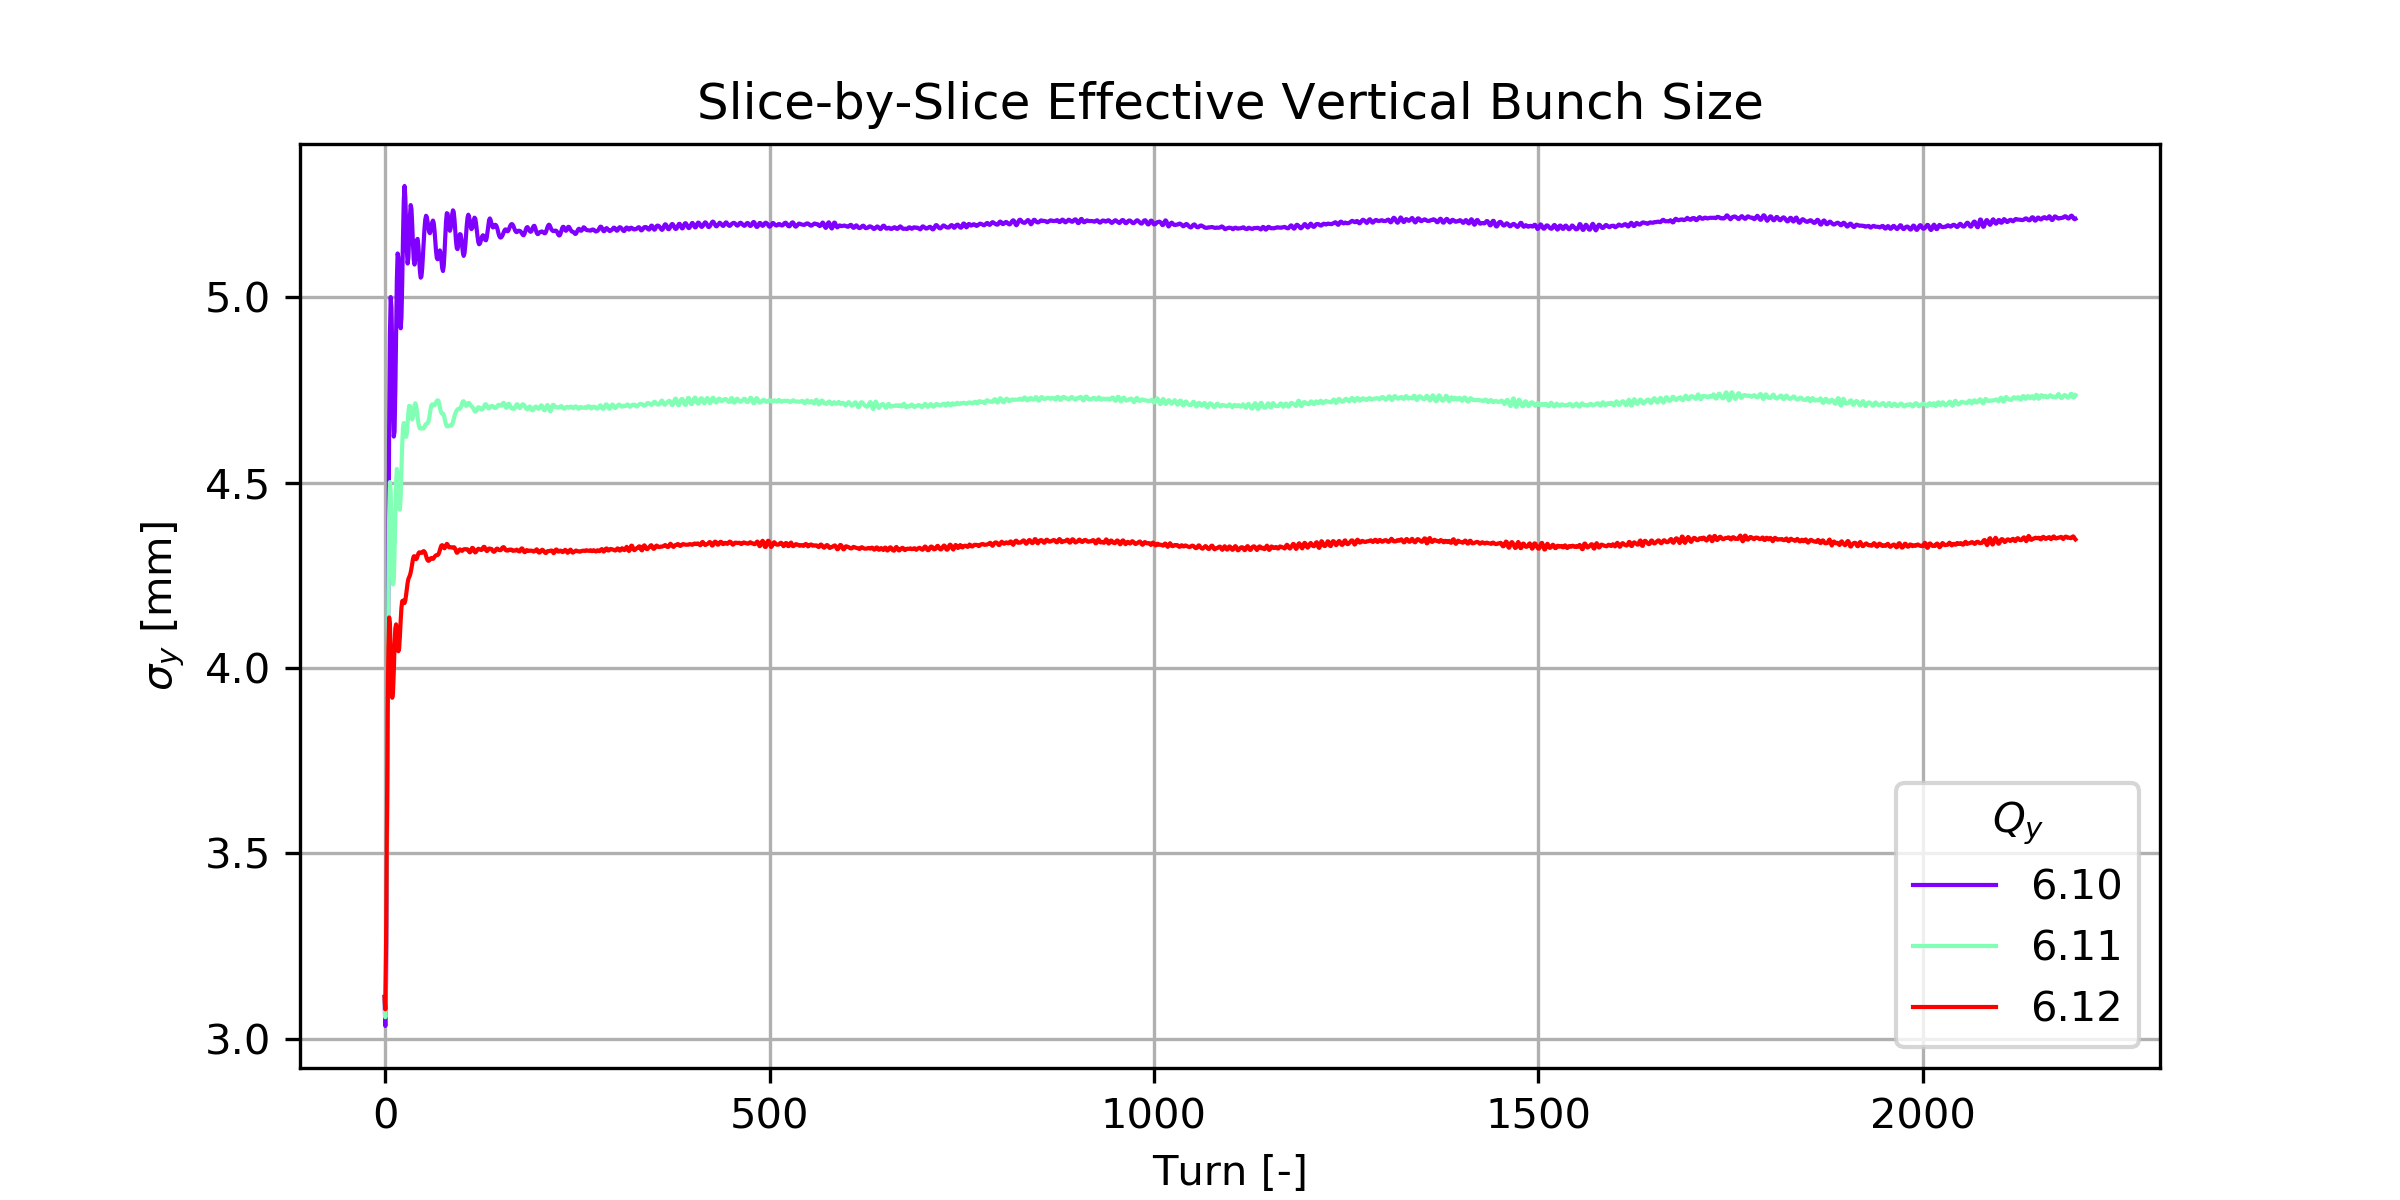 Slice-by-Slice Effective Vertical Bunch Size
σy [mm]
5.0
4.5
4.0
3.5
3.0
0 500 1000 1500 2000
Turn [-]
Qy
6.10
6.11
6.12